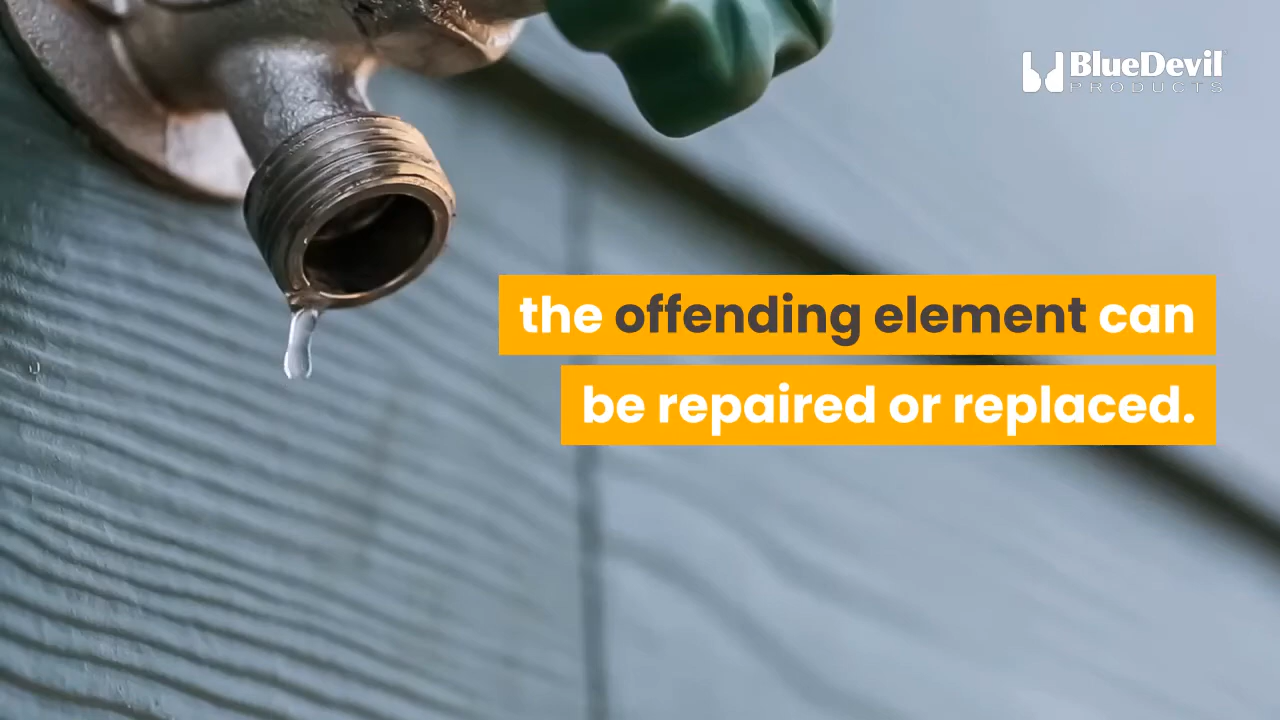 BlueDevil
PRODUCTS
the offending element can
be repaired or replaced.